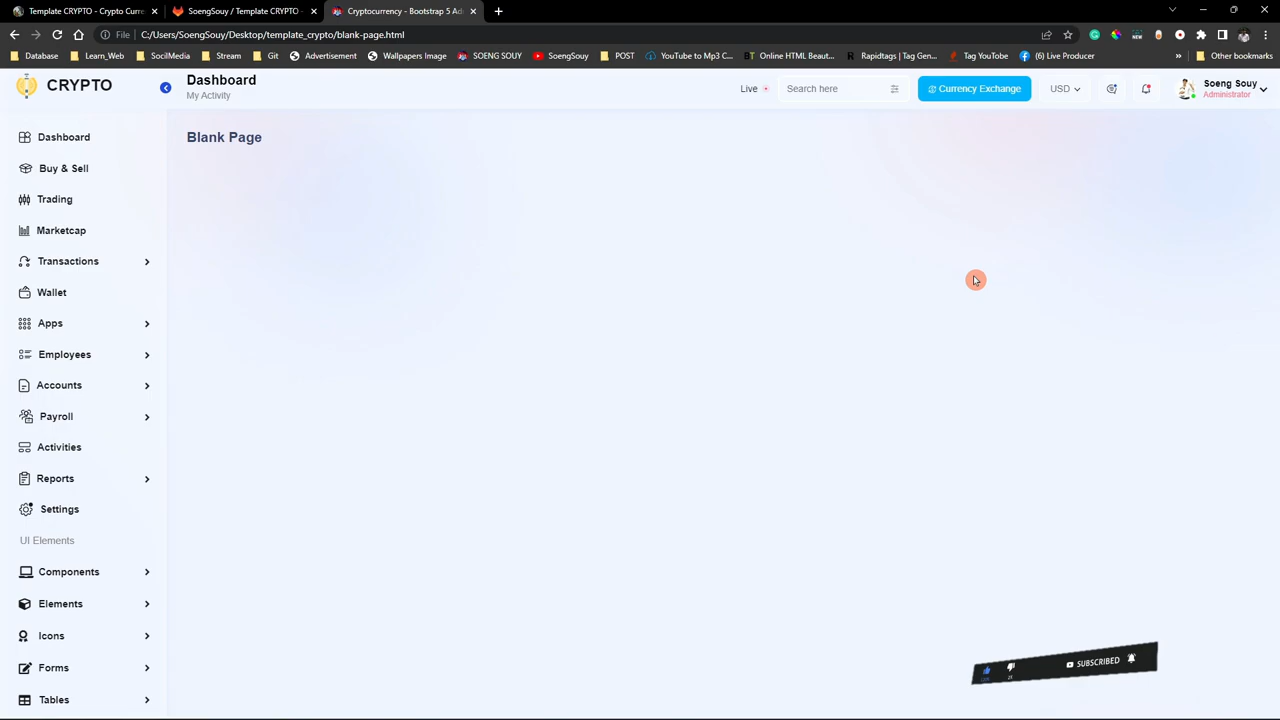 Template CRYPTO - Crypto Curre
SoengSouy / Template CRYPTO ·
Cryptocurrency - Bootstrap 5 Ad
File
C:/Users/SoengSouy/Desktop/template_crypto/blank-page.html
Database
Learn_Web
SocilMedia
Stream
Git
Advertisement
Wallpapers Image
SOENG SOUY
SoengSouy
POST
YouTube to Mp3 C...
BT Online HTML Beaut...
R Rapidtags | Tag Gen...
Tag YouTube
(6) Live Producer
»
Other bookmarks
CRYPTO
Dashboard
My Activity
Live
Search here
Currency Exchange
USD
Soeng Souy
Administrator
Blank Page
Dashboard
Buy & Sell
Trading
Marketcap
Transactions
Wallet
Apps
Employees
Accounts
Payroll
Activities
Reports
Settings
UI Elements
Components
Elements
Icons
Forms
Tables
SUBSCRIBED